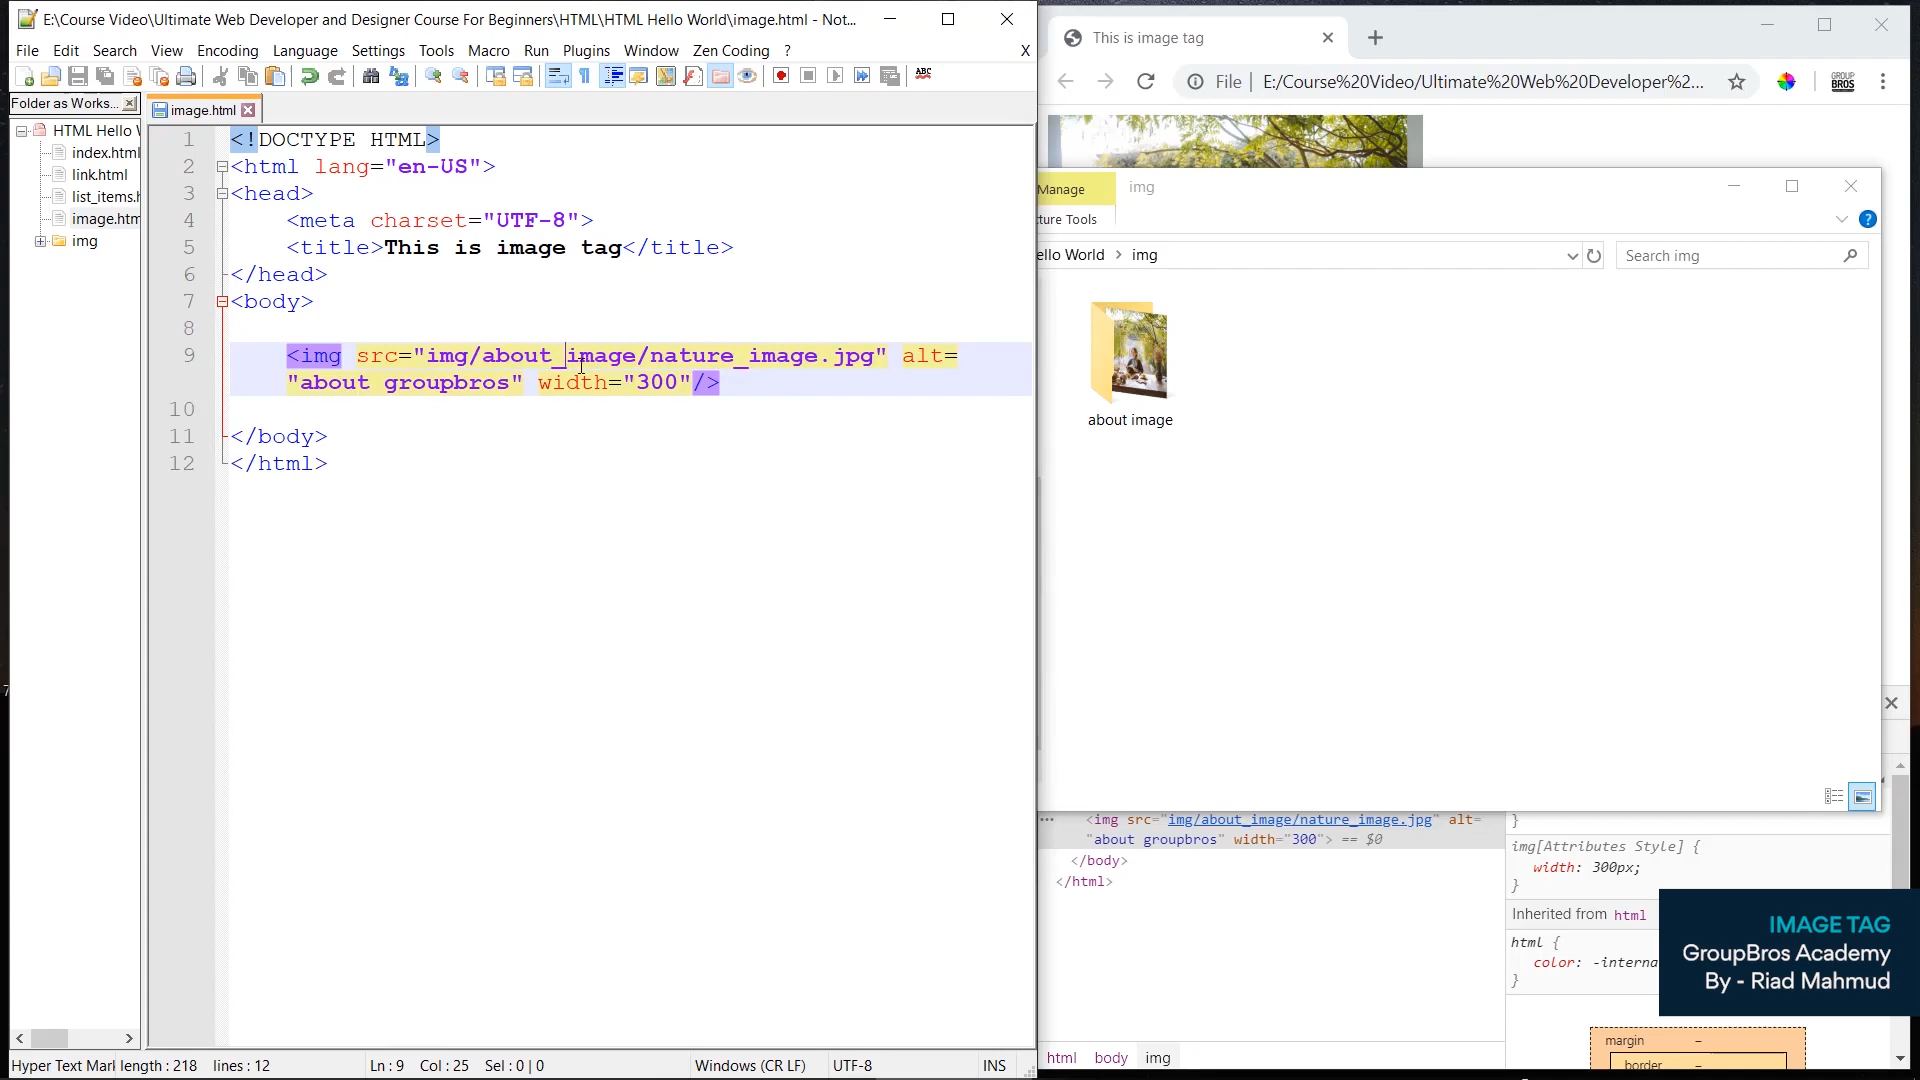 E:\Course Video\Ultimate Web Developer and Designer Course For Beginners\HTML\HTML Hello World\image.html - Not...
File Edit Search View Encoding Language Settings Tools Macro Run Plugins Window Zen Coding ? X
ABC
Folder as Works...
image.html
HTML Hello W
index.html
link.html
list_items.h
image.htm
img
1 <!DOCTYPE HTML>
2 <html lang="en-US">
3 <head>
4 <meta charset="UTF-8">
5 <title>This is image tag</title>
6 </head>
7 <body>
8
9 <img src="img/about_image/nature_image.jpg" alt=
"about groupbros" width="300"/>
10
11 </body>
12 </html>
Hyper Text Mark length : 218 lines : 12 Ln : 9 Col : 25 Sel : 0 | 0 Windows (CR LF) UTF-8 INS
This is image tag
File | E:/Course%20Video/Ultimate%20Web%20Developer%2...
GROUP
BROS
Manage img
ture Tools
ello World > img
Search img
about image
<img src="img/about_image/nature_image.jpg" alt=
"about groupbros" width="300"> == $0
</body>
</html>
html body img
}
img[Attributes Style] {
width: 300px;
}
Inherited from html
html {
color: -interna
}
margin -
border -
IMAGE TAG
GroupBros Academy
By - Riad Mahmud
7